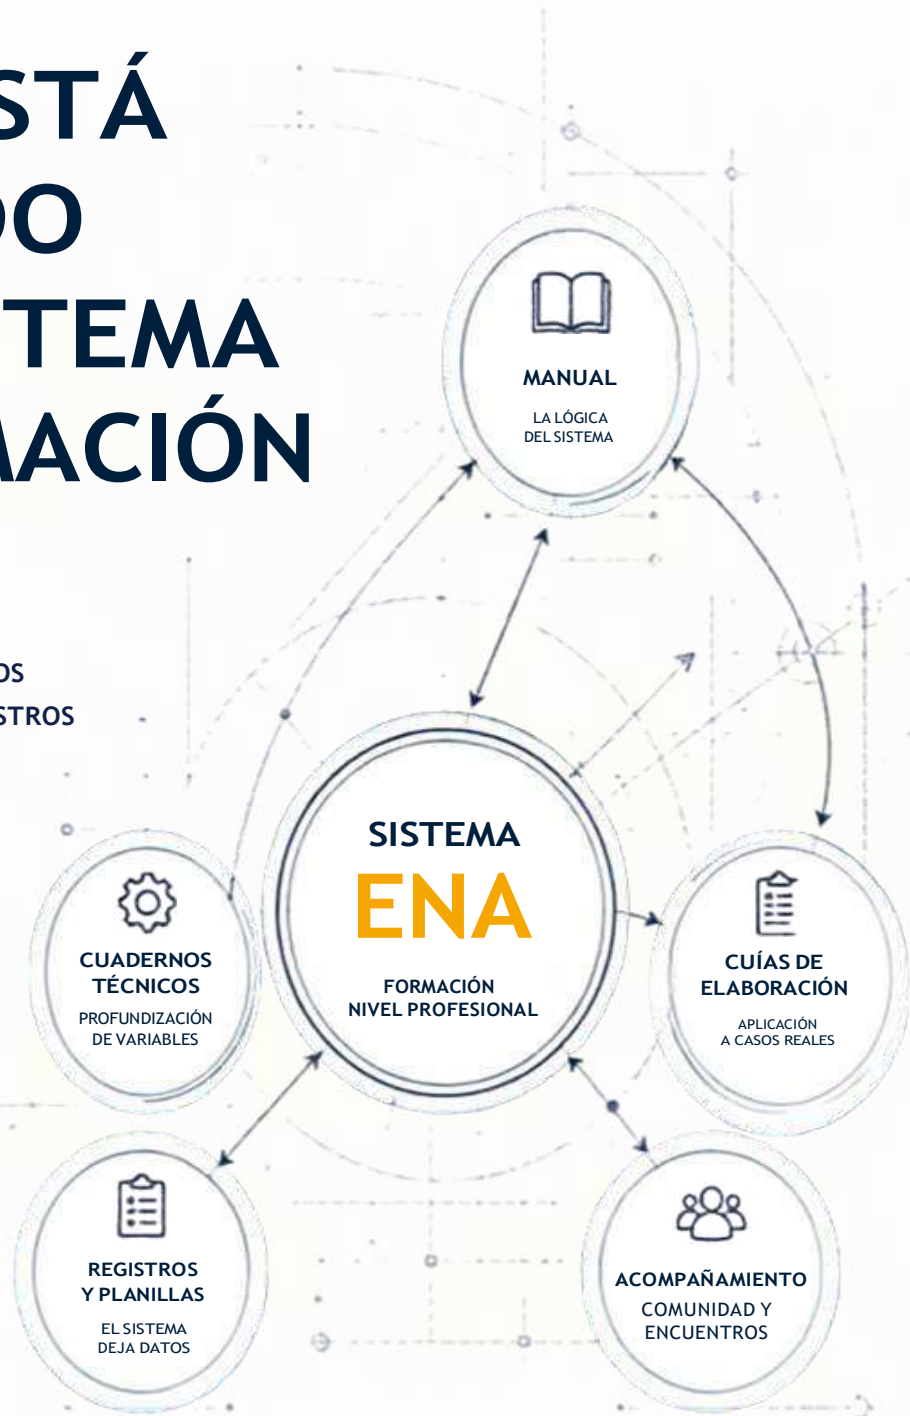 STÁ
DO
TEMA
MACIÓN
OS
STROS
MANUAL
LA LÓGICA
DEL SISTEMA
SISTEMA
ENA
FORMACIÓN
NIVEL PROFESIONAL
CUADERNOS
TÉCNICOS
PROFUNDIZACIÓN
DE VARIABLES
CUÍAS DE
ELABORACIÓN
APLICACIÓN
A CASOS REALES
REGISTROS
Y PLANILLAS
EL SISTEMA
DEJA DATOS
ACOMPAÑAMIENTO
COMUNIDAD Y
ENCUENTROS